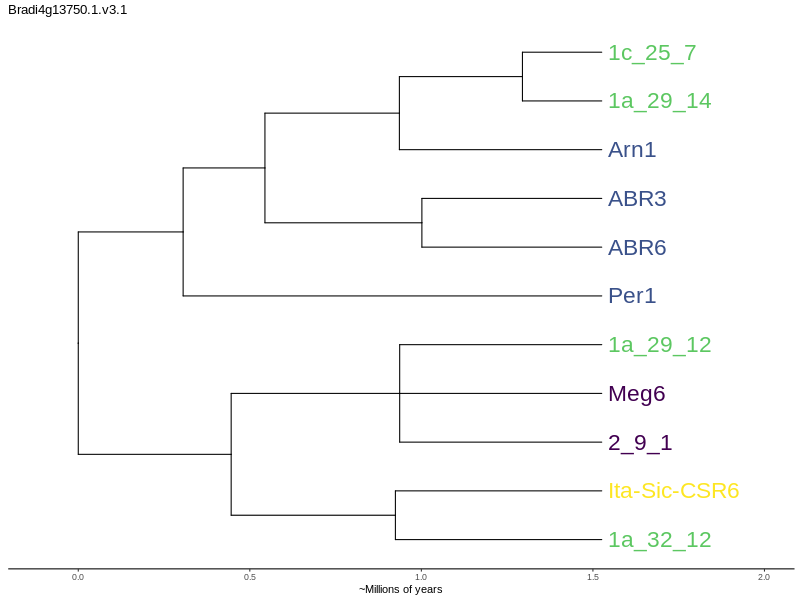 Bradi4g13750.1.v3.1
1c_25_7
1a_29_14
Arn1
ABR3
ABR6
Per1
1a_29_12
Meg6
2_9_1
Ita-Sic-CSR6
1a_32_12
0.0 0.5 1.0 1.5 2.0
~Millions of years